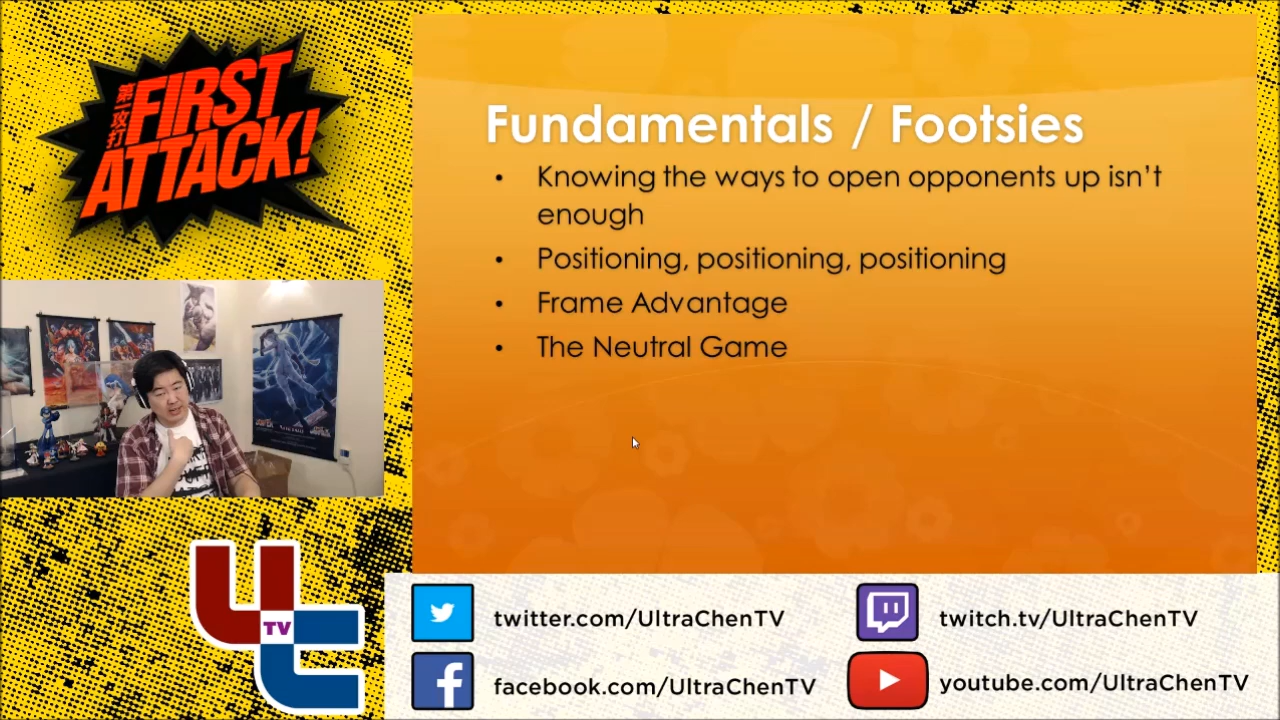 第一攻打
FIRST
ATTACK!
Fundamentals / Footsies
• Knowing the ways to open opponents up isn't
enough
• Positioning, positioning, positioning
• Frame Advantage
• The Neutral Game
UC
TV
twitter.com/UltraChenTV
twitch.tv/UltraChenTV
facebook.com/UltraChenTV
youtube.com/UltraChenTV